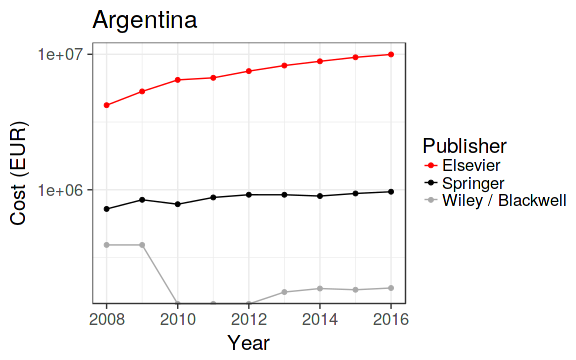 Argentina
1e+07
1e+06
Cost (EUR)
2008 2010 2012 2014 2016
Year
Publisher
Elsevier
Springer
Wiley / Blackwell